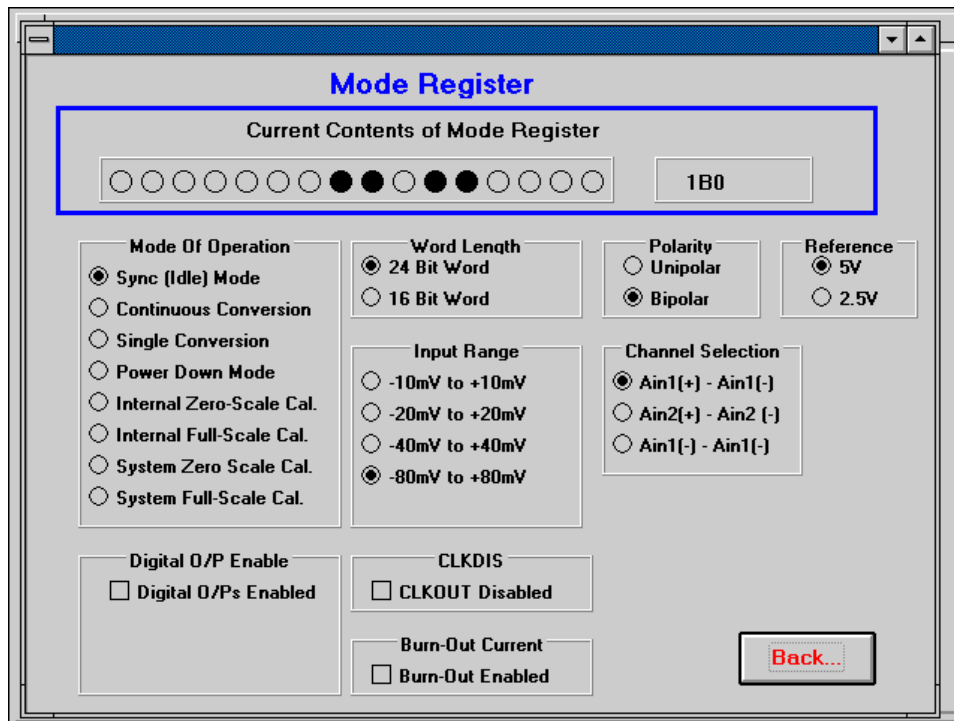 Mode Register
Current Contents of Mode Register
1B0
Mode Of Operation
Sync (Idle) Mode
Continuous Conversion
Single Conversion
Power Down Mode
Internal Zero-Scale Cal.
Internal Full-Scale Cal.
System Zero Scale Cal.
System Full-Scale Cal.
Word Length
24 Bit Word
16 Bit Word
Polarity
Unipolar
Bipolar
Reference
5V
2.5V
Input Range
-10mV to +10mV
-20mV to +20mV
-40mV to +40mV
-80mV to +80mV
Channel Selection
Ain1(+) - Ain1(-)
Ain2(+) - Ain2 (-)
Ain1(-) - Ain1(-)
Digital O/P Enable
Digital O/Ps Enabled
CLKDIS
CLKOUT Disabled
Burn-Out Current
Burn-Out Enabled
Back...